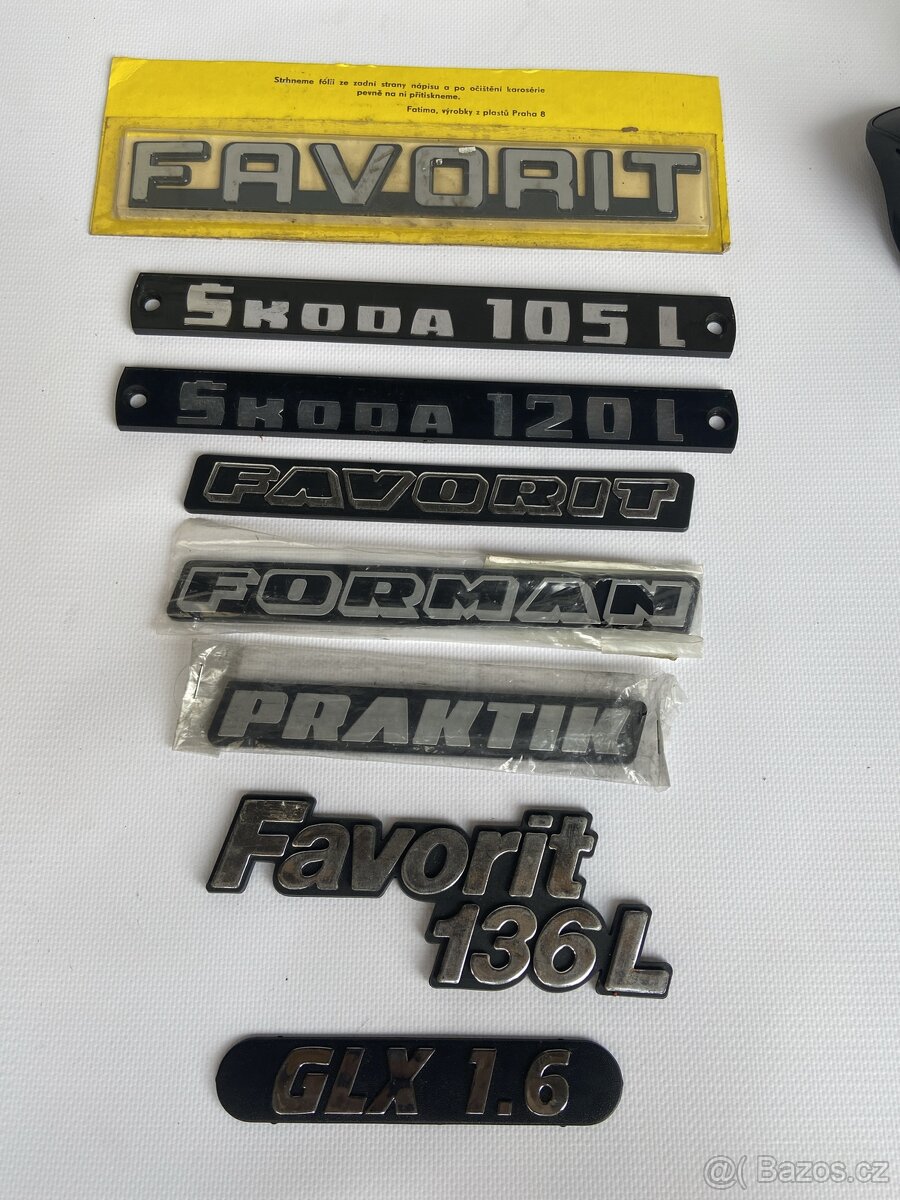 Strhneme fólii ze zadní strany nápisu a po očištění karosérie
pevně na ni přitiskneme.
Fatima, výrobky z plastů Praha 8
FAVORIT
ŠKODA 105 L
ŠKODA 120 L
FAVORIT
FORMAN
PRAKTIK
Favorit
136 L
GLX 1.6
@( Bazos.cz